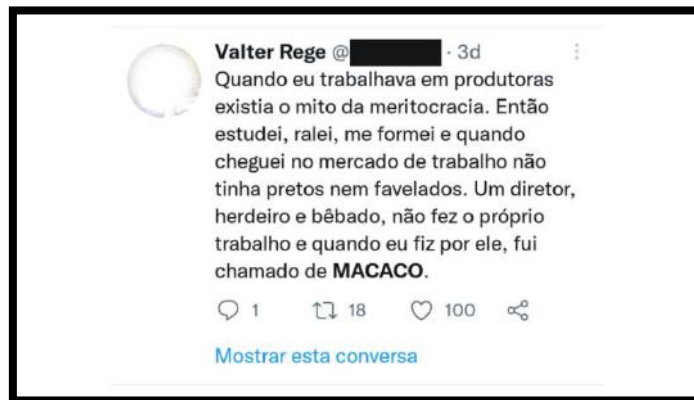 Valter Rege @ · 3d
Quando eu trabalhava em produtoras
existia o mito da meritocracia. Então
estudei, ralei, me formei e quando
cheguei no mercado de trabalho não
tinha pretos nem favelados. Um diretor,
herdeiro e bêbado, não fez o próprio
trabalho e quando eu fiz por ele, fui
chamado de MACACO.
1 18 100
Mostrar esta conversa